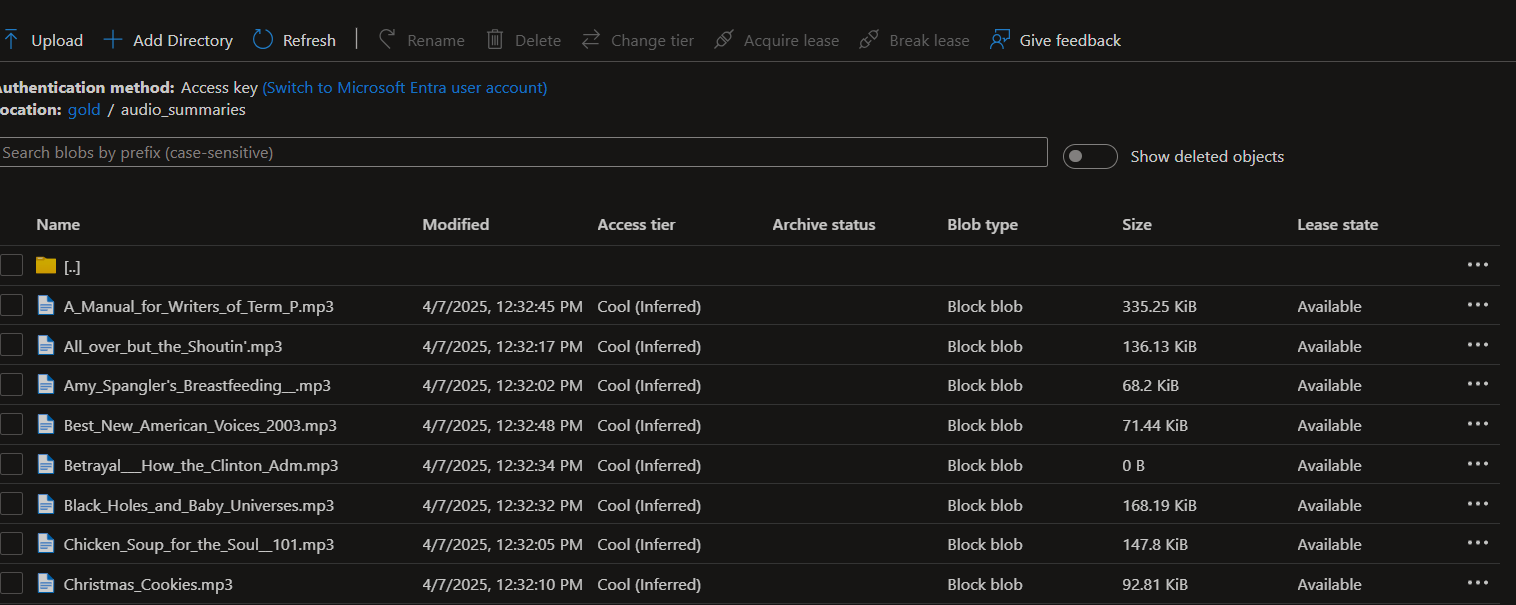 Upload Add Directory Refresh Rename Delete Change tier Acquire lease Break lease Give feedback
uthentication method: Access key (Switch to Microsoft Entra user account)
ocation: gold / audio_summaries
Search blobs by prefix (case-sensitive) Show deleted objects
Name Modified Access tier Archive status Blob type Size Lease state
[..]
A_Manual_for_Writers_of_Term_P.mp3 4/7/2025, 12:32:45 PM Cool (Inferred) Block blob 335.25 KiB Available
All_over_but_the_Shoutin'.mp3 4/7/2025, 12:32:17 PM Cool (Inferred) Block blob 136.13 KiB Available
Amy_Spangler's_Breastfeeding__.mp3 4/7/2025, 12:32:02 PM Cool (Inferred) Block blob 68.2 KiB Available
Best_New_American_Voices_2003.mp3 4/7/2025, 12:32:48 PM Cool (Inferred) Block blob 71.44 KiB Available
Betrayal___How_the_Clinton_Adm.mp3 4/7/2025, 12:32:34 PM Cool (Inferred) Block blob 0 B Available
Black_Holes_and_Baby_Universes.mp3 4/7/2025, 12:32:32 PM Cool (Inferred) Block blob 168.19 KiB Available
Chicken_Soup_for_the_Soul__101.mp3 4/7/2025, 12:32:05 PM Cool (Inferred) Block blob 147.8 KiB Available
Christmas_Cookies.mp3 4/7/2025, 12:32:10 PM Cool (Inferred) Block blob 92.81 KiB Available